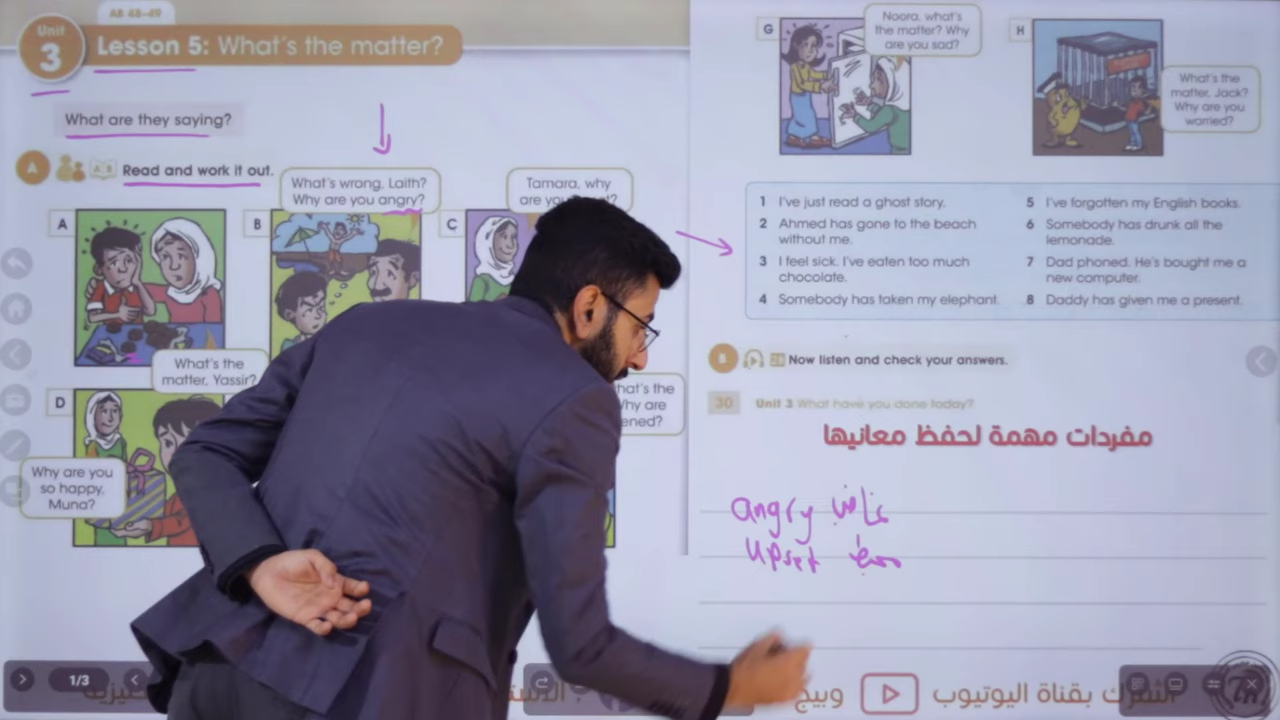 AB 48-49
Unit
3
Lesson 5: What's the matter?
What are they saying?
A
Read and work it out.
A
B
What's wrong, Laith?
Why are you angry?
C
Tamara, why
are you
What's the
matter, Yassir?
D
Why are you
so happy,
Muna?
G
Noora, what's
the matter? Why
are you sad?
H
What's the
matter, Jack?
Why are you
worried?
1 I've just read a ghost story.
2 Ahmed has gone to the beach
without me.
3 I feel sick. I've eaten too much
chocolate.
4 Somebody has taken my elephant.
5 I've forgotten my English books.
6 Somebody has drunk all the
lemonade.
7 Dad phoned. He's bought me a
new computer.
8 Daddy has given me a present.
B
Now listen and check your answers.
30 Unit 3 What have you done today?
مفردات مهمة لحفظ معانيها
angry
upset
1/3
بقناة اليوتيوب